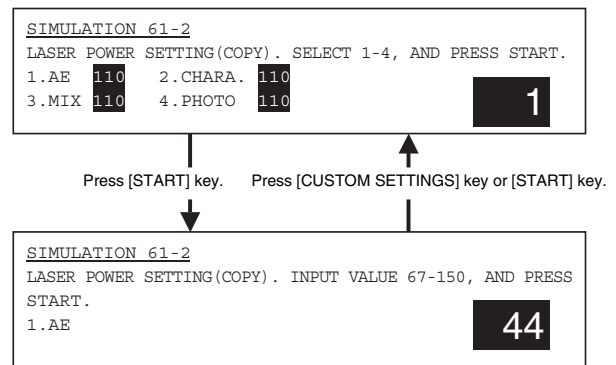 SIMULATION 61-2
LASER POWER SETTING(COPY). SELECT 1-4, AND PRESS START.
1.AE 110 2.CHARA. 110
3.MIX 110 4.PHOTO 110
1
Press [START] key. Press [CUSTOM SETTINGS] key or [START] key.
SIMULATION 61-2
LASER POWER SETTING(COPY). INPUT VALUE 67-150, AND PRESS
START.
1.AE
44